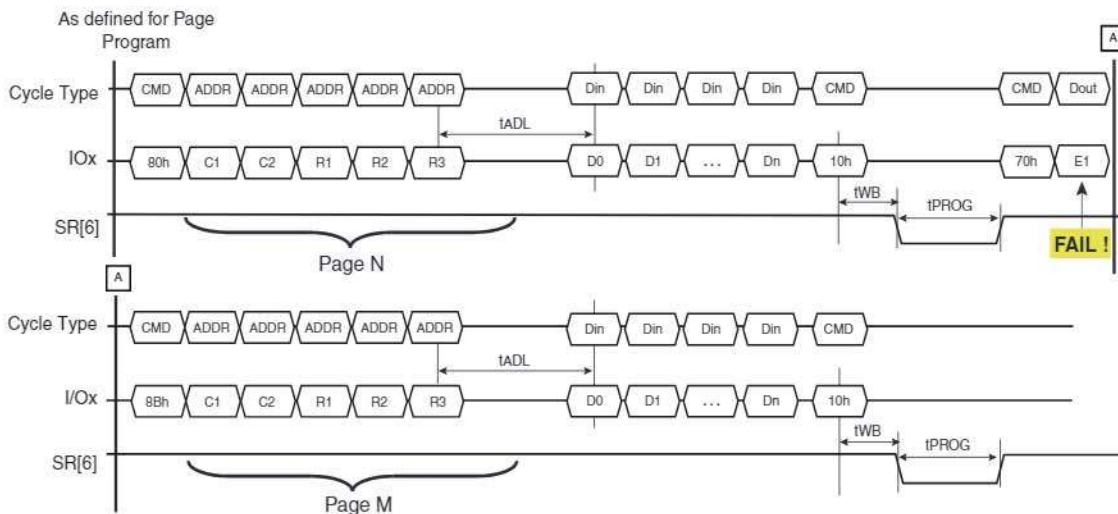 As defined for Page
Program
A
Cycle Type
CMD ADDR ADDR ADDR ADDR ADDR Din Din Din Din CMD CMD Dout
tADL
IOx
80h C1 C2 R1 R2 R3 D0 D1 ... Dn 10h 70h E1
tWB tPROG
SR[6]
FAIL !
Page N
A
Cycle Type
CMD ADDR ADDR ADDR ADDR ADDR Din Din Din Din CMD
tADL
I/Ox
8Bh C1 C2 R1 R2 R3 D0 D1 ... Dn 10h
tWB tPROG
SR[6]
Page M